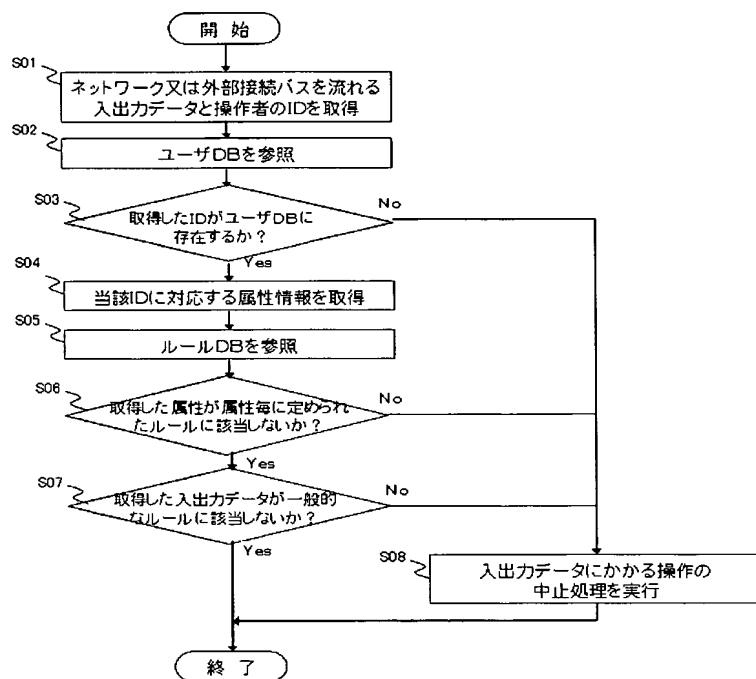 開 始
S01
ネットワーク又は外部接続バスを流れる
入出力データと操作者のIDを取得
S02
ユーザDBを参照
S03
No
取得したIDがユーザDBに
存在するか?
Yes
S04
当該IDに対応する属性情報を取得
S05
ルールDBを参照
S06
No
取得した属性が属性毎に定められ
たルールに該当しないか?
Yes
S07
No
取得した入出力データが一般的
なルールに該当しないか?
Yes
S08
入出力データにかかる操作の
中止処理を実行
終 了